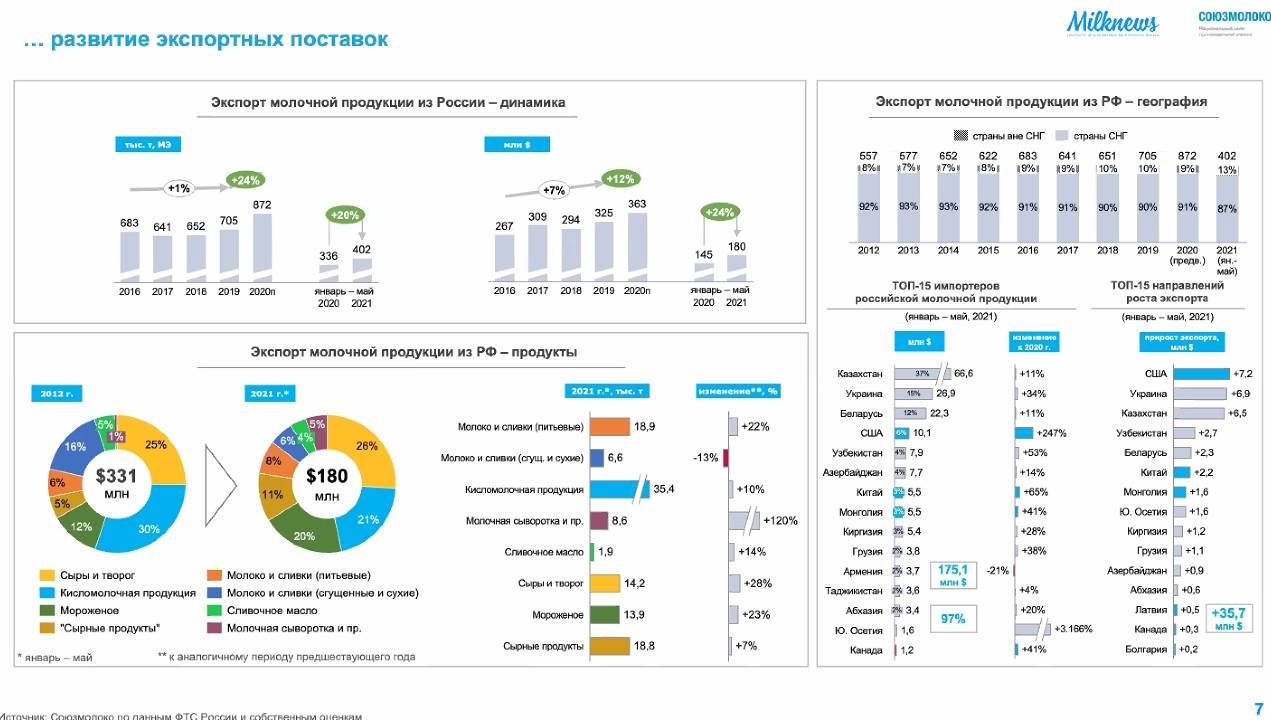 Milknews
СОЮЗМОЛОКО
… развитие экспортных поставок
Экспорт молочной продукции из России – динамика
тыс. т, МЭ
+1%
+24%
683
641
652
705
872
2016
2017
2018
2019
2020п
+20%
336
402
январь – май
2020
2021
млн $
+7%
+12%
267
309
294
325
363
2016
2017
2018
2019
2020п
+24%
145
180
январь – май
2020
2021
Экспорт молочной продукции из РФ – география
страны вне СНГ
страны СНГ
557 577 652 622 683 641 651 705 872 402
8% 7% 7% 8% 9% 9% 10% 10% 9% 13%
92% 93% 93% 92% 91% 91% 90% 90% 91% 87%
2012 2013 2014 2015 2016 2017 2018 2019 2020 2021
(предв.) (ян.-
май)
Экспорт молочной продукции из РФ – продукты
2012 г.
25%
30%
12%
5%
6%
16%
5%
1%
$331
млн
2021 г.*
26%
21%
20%
11%
8%
6%
4%
5%
$180
млн
Сыры и творог
Кисломолочная продукция
Мороженое
"Сырные продукты"
Молоко и сливки (питьевые)
Молоко и сливки (сгущенные и сухие)
Сливочное масло
Молочная сыворотка и пр.
* январь – май
** к аналогичному периоду предшествующего года
2021 г.*, тыс. т
изменение**, %
Молоко и сливки (питьевые) 18,9 +22%
Молоко и сливки (сгущ. и сухие) 6,6 -13%
Кисломолочная продукция 35,4 +10%
Молочная сыворотка и пр. 8,6 +120%
Сливочное масло 1,9 +14%
Сыры и творог 14,2 +28%
Мороженое 13,9 +23%
Сырные продукты 18,8 +7%
ТОП-15 импортеров
российской молочной продукции
(январь – май, 2021)
млн $
изменение
к 2020 г.
Казахстан 37% 66,6 +11%
Украина 15% 26,9 +34%
Беларусь 12% 22,3 +11%
США 6% 10,1 +247%
Узбекистан 4% 7,9 +53%
Азербайджан 4% 7,7 +14%
Китай 3% 5,5 +65%
Монголия 3% 5,5 +41%
Киргизия 3% 5,4 +28%
Грузия 2% 3,8 +38%
Армения 2% 3,7 -21%
Таджикистан 2% 3,6 +4%
Абхазия 2% 3,4 +20%
Ю. Осетия 1,6 +3.166%
Канада 1,2 +41%
175,1
млн $
97%
ТОП-15 направлений
роста экспорта
(январь – май, 2021)
прирост экспорта,
млн $
США +7,2
Украина +6,9
Казахстан +6,5
Узбекистан +2,7
Беларусь +2,3
Китай +2,2
Монголия +1,6
Ю. Осетия +1,6
Киргизия +1,2
Грузия +1,1
Азербайджан +0,9
Абхазия +0,6
Латвия +0,5
Канада +0,3
Болгария +0,2
+35,7
млн $
Источник: Союзмолоко по данным ФТС России и собственным оценкам
7